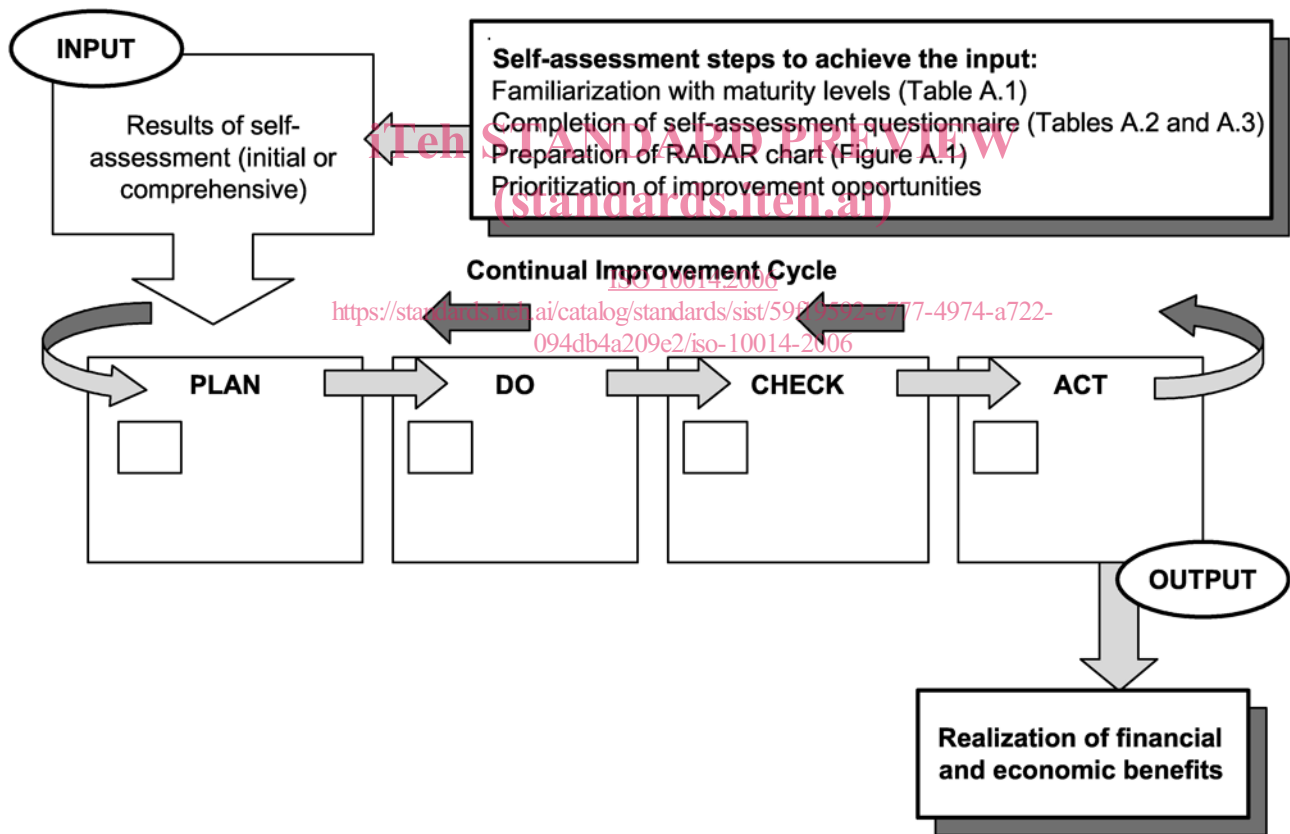 INPUT
Results of self-
assessment (initial or
comprehensive)
Self-assessment steps to achieve the input:
Familiarization with maturity levels (Table A.1)
Completion of self-assessment questionnaire (Tables A.2 and A.3)
Preparation of RADAR chart (Figure A.1)
Prioritization of improvement opportunities
iTeh STANDARD PREVIEW
(standards.iteh.ai)
Continual Improvement Cycle
ISO 10014:2006
https://standards.iteh.ai/catalog/standards/sist/59f19592-e777-4974-a722-
094db4a209e2/iso-10014-2006
PLAN
DO
CHECK
ACT
OUTPUT
Realization of financial
and economic benefits